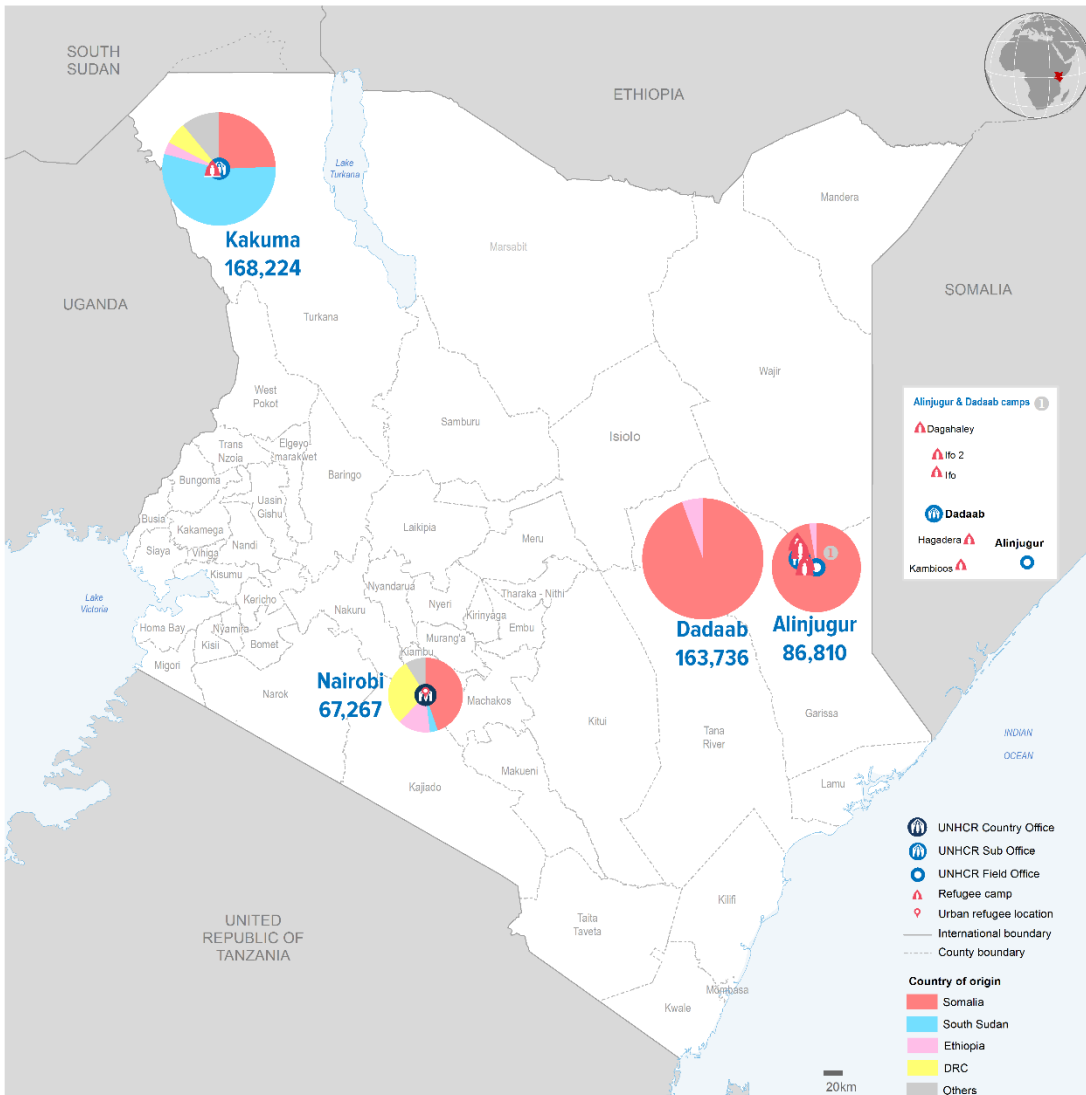 SOUTH
SUDAN
ETHIOPIA
Lake
Turkana
Mandera
Marsabit
Kakuma
168,224
UGANDA
SOMALIA
Turkana
Wajir
West
Pokot
Samburu
Isiolo
Trans
Nzoia
Elgeyo
marakwet
Baringo
Bungoma
Uasin
Gishu
Busia
Kakamega
Laikipia
Meru
Siaya
Vihiga
Nandi
Kisumu
Nyandarua
Lake
Victoria
Kericho
Nakuru
Nyeri
Tharaka - Nithi
Kirinyaga
Embu
Homa Bay
Nyamira
Kisii
Bomet
Murang'a
Kiambu
Migori
Narok
Nairobi
67,267
Machakos
Dadaab
163,736
Alinjugur
86,810
1
Kitui
Tana
River
Garissa
Makueni
Kajiado
Lamu
INDIAN
OCEAN
UNITED
REPUBLIC OF
TANZANIA
Taita
Taveta
Kilifi
Mombasa
Kwale
Alinjugur & Dadaab camps 1
Dagahaley
Ifo 2
Ifo
Dadaab
Hagadera
Alinjugur
Kambioos
UNHCR Country Office
UNHCR Sub Office
UNHCR Field Office
Refugee camp
Urban refugee location
International boundary
County boundary
Country of origin
Somalia
South Sudan
Ethiopia
DRC
Others
20km